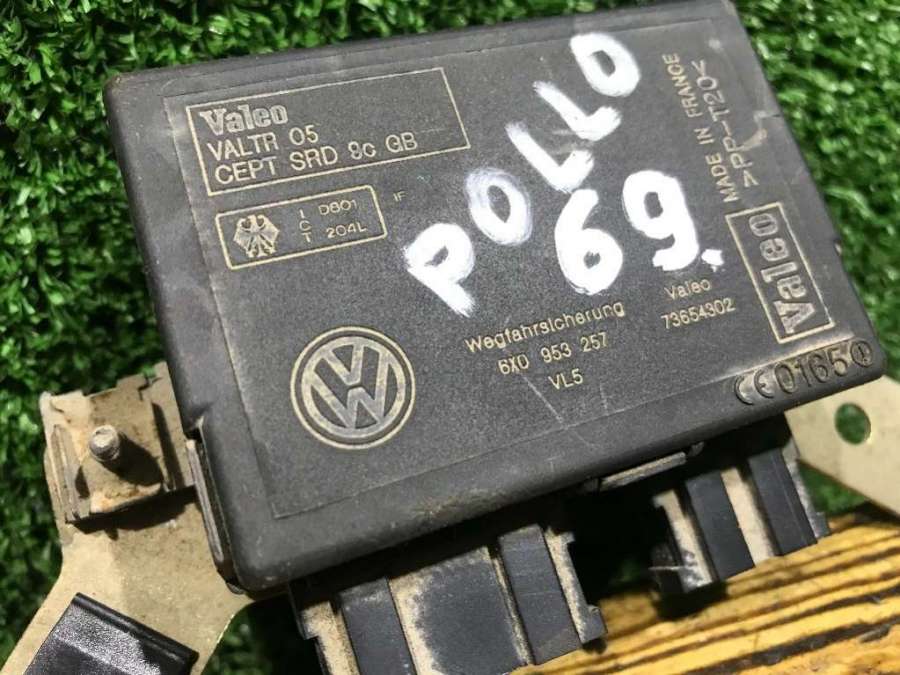 Valeo
VALTR 05
CEPT SRD 8c GB
I D801
C
T 204L
IF
POLLO
69.
MADE IN FRANCE
>PP-T20<
Valeo
Wegfahrsicherung
6X0 953 257
VL5
Valeo
73654302
CE0165!
VW